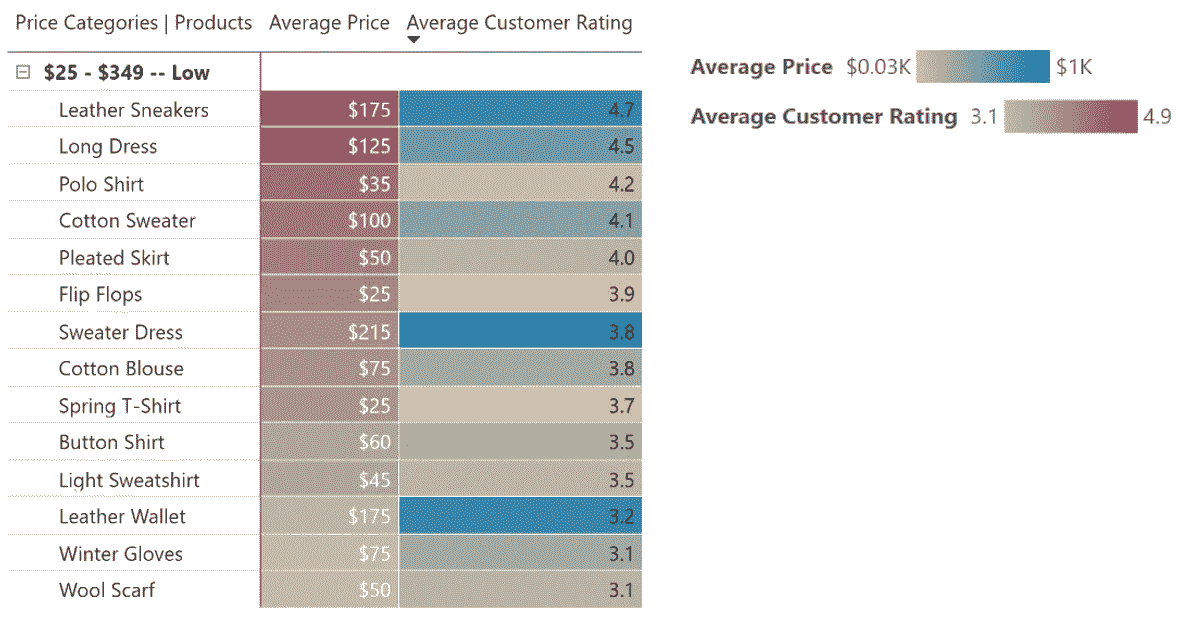 Price Categories | Products Average Price Average Customer Rating
$25 - $349 -- Low
Leather Sneakers $175 4.7
Long Dress $125 4.5
Polo Shirt $35 4.2
Cotton Sweater $100 4.1
Pleated Skirt $50 4.0
Flip Flops $25 3.9
Sweater Dress $215 3.8
Cotton Blouse $75 3.8
Spring T-Shirt $25 3.7
Button Shirt $60 3.5
Light Sweatshirt $45 3.5
Leather Wallet $175 3.2
Winter Gloves $75 3.1
Wool Scarf $50 3.1
Average Price $0.03K $1K
Average Customer Rating 3.1 4.9